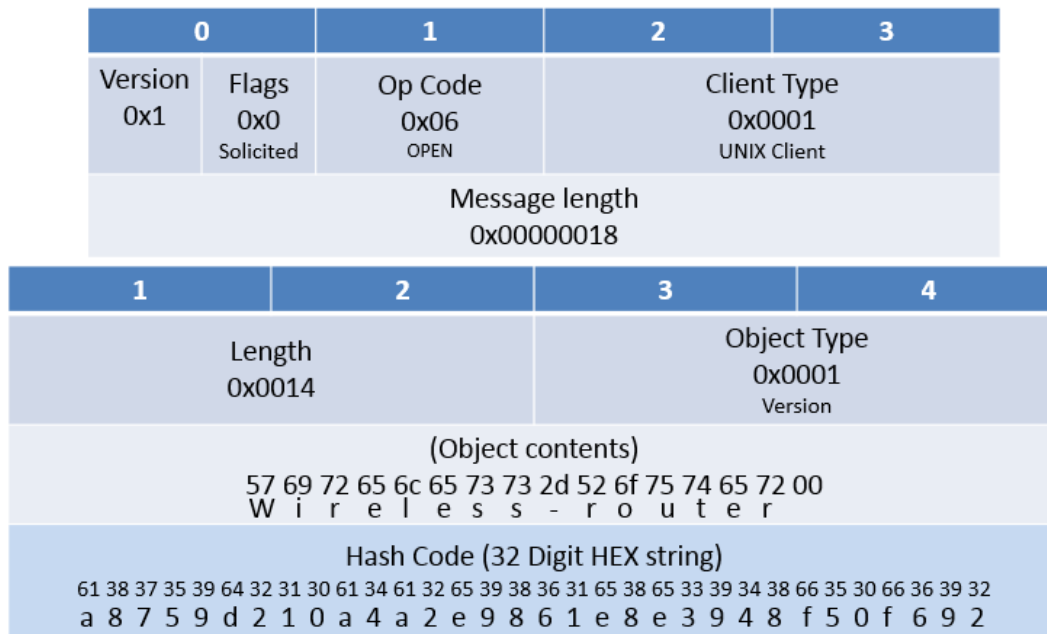 0 1 2 3
Version Flags Op Code Client Type
0x1 0x0 0x06 0x0001
Solicited OPEN UNIX Client
Message length
0x00000018
1 2 3 4
Length Object Type
0x0014 0x0001
Version
(Object contents)
57 69 72 65 6c 65 73 73 2d 52 6f 75 74 65 72 00
W i r e l e s s - r o u t e r
Hash Code (32 Digit HEX string)
61 38 37 35 39 64 32 31 30 61 34 61 32 65 39 38 36 31 65 38 65 33 39 34 38 66 35 30 66 36 39 32
a 8 7 5 9 d 2 1 0 a 4 a 2 e 9 8 6 1 e 8 e 3 9 4 8 f 5 0 f 6 9 2